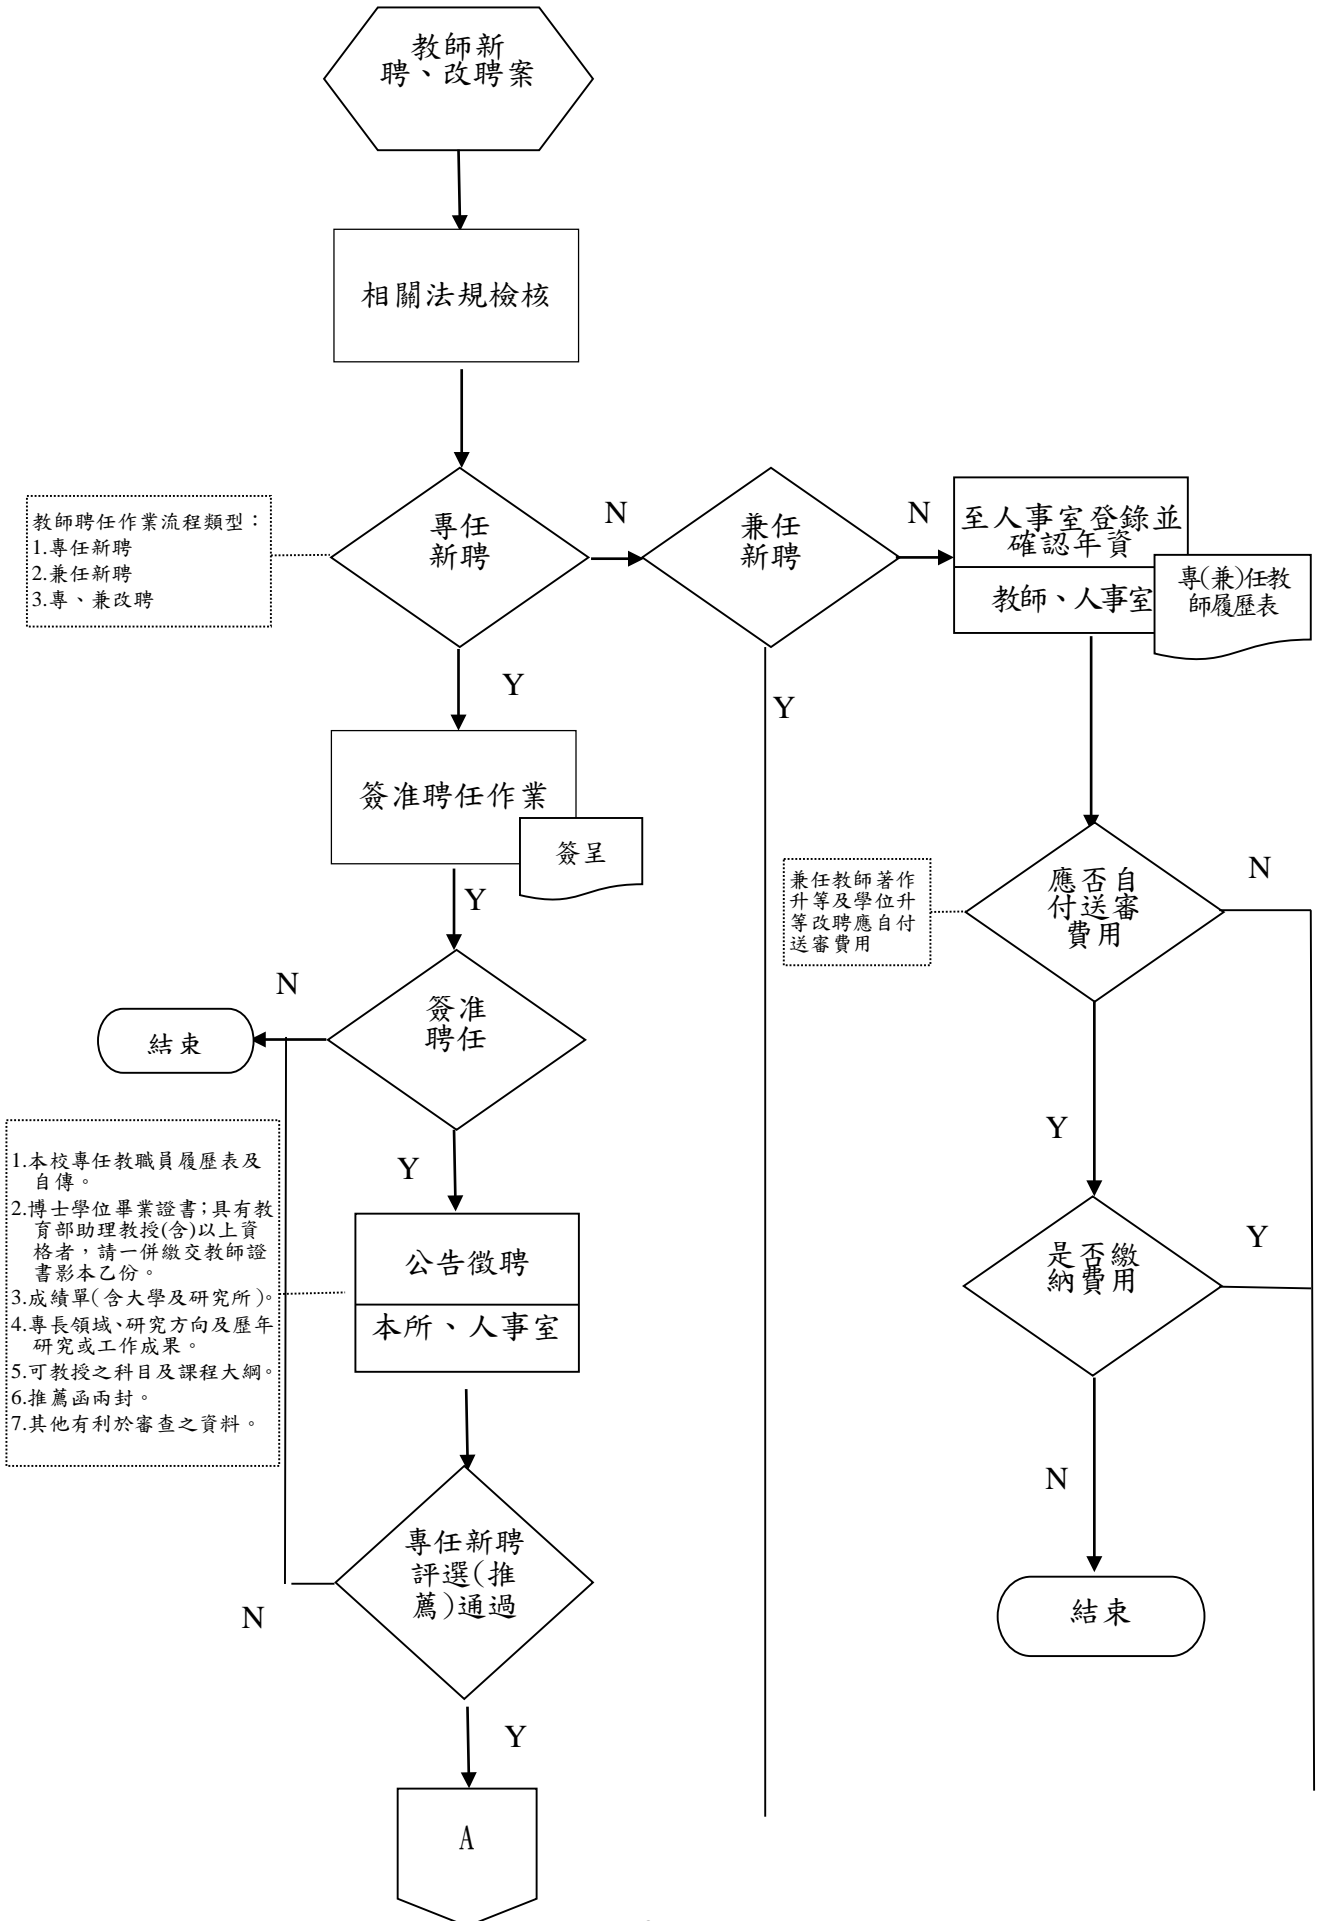 教師新
聘、改聘案
相關法規檢核
專任
新聘
N
兼任
新聘
N
至人事室登錄並
確認年資
教師、人事室
專(兼)任教
師履歷表
教師聘任作業流程類型：
1.專任新聘
2.兼任新聘
3.專、兼改聘
Y
Y
簽准聘任作業
簽呈
Y
兼任教師著作
升等及學位升
等改聘應自付
送審費用
應否自
付送審
費用
N
N
簽准
聘任
結束
Y
Y
1.本校專任教職員履歷表及
自傳。
2.博士學位畢業證書；具有教
育部助理教授(含)以上資
格者，請一併繳交教師證
書影本乙份。
3.成績單(含大學及研究所)。
4.專長領域、研究方向及歷年
研究或工作成果。
5.可教授之科目及課程大綱。
6.推薦函兩封。
7.其他有利於審查之資料。
公告徵聘
本所、人事室
是否繳
納費用
Y
N
專任新聘
評選(推
薦)通過
N
結束
Y
A